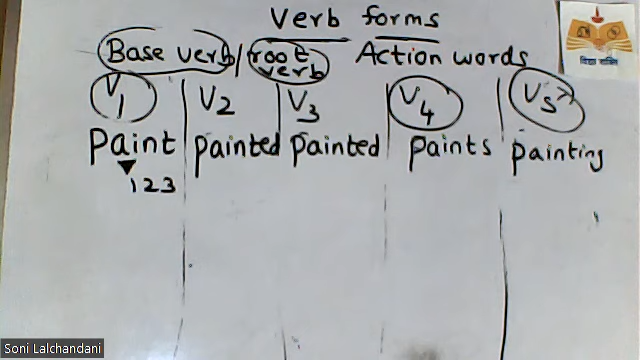 Verb forms
Base verb/root verb Action words
V1 V2 V3 V4 V5
paint painted painted paints painting
123
Soni Lalchandani